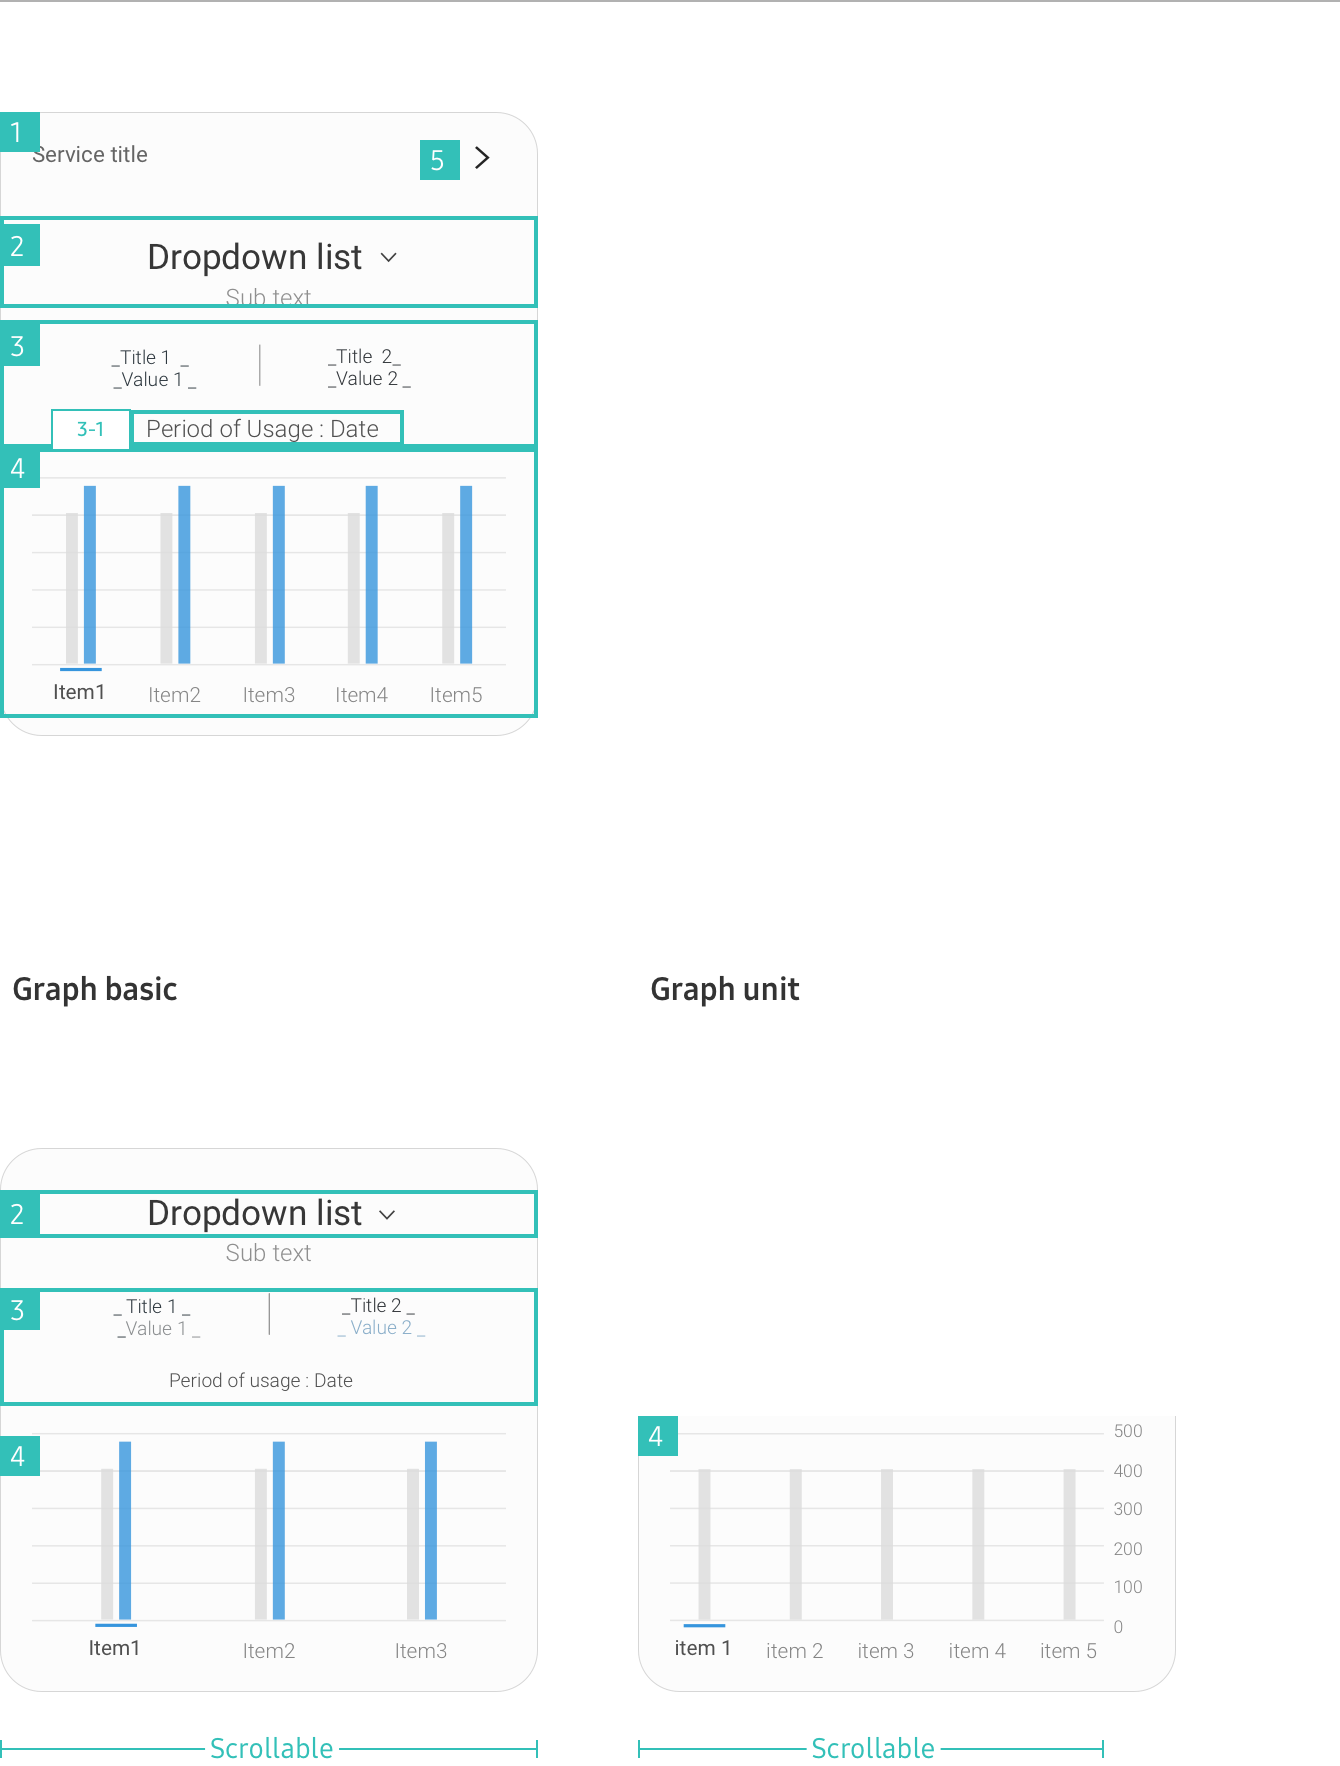 1
Service title
5
2
Dropdown list
Sub text
3
_Title 1 _
_Title 2_
_Value 1 _
_Value 2 _
3-1
Period of Usage : Date
4
Item1
Item2
Item3
Item4
Item5
Graph basic
Graph unit
2
Dropdown list
Sub text
3
_ Title 1 _
_Title 2 _
_Value 1 _
_ Value 2 _
Period of usage : Date
4
Item1
Item2
Item3
4
500
400
300
200
100
0
item 1
item 2
item 3
item 4
item 5
Scrollable
Scrollable